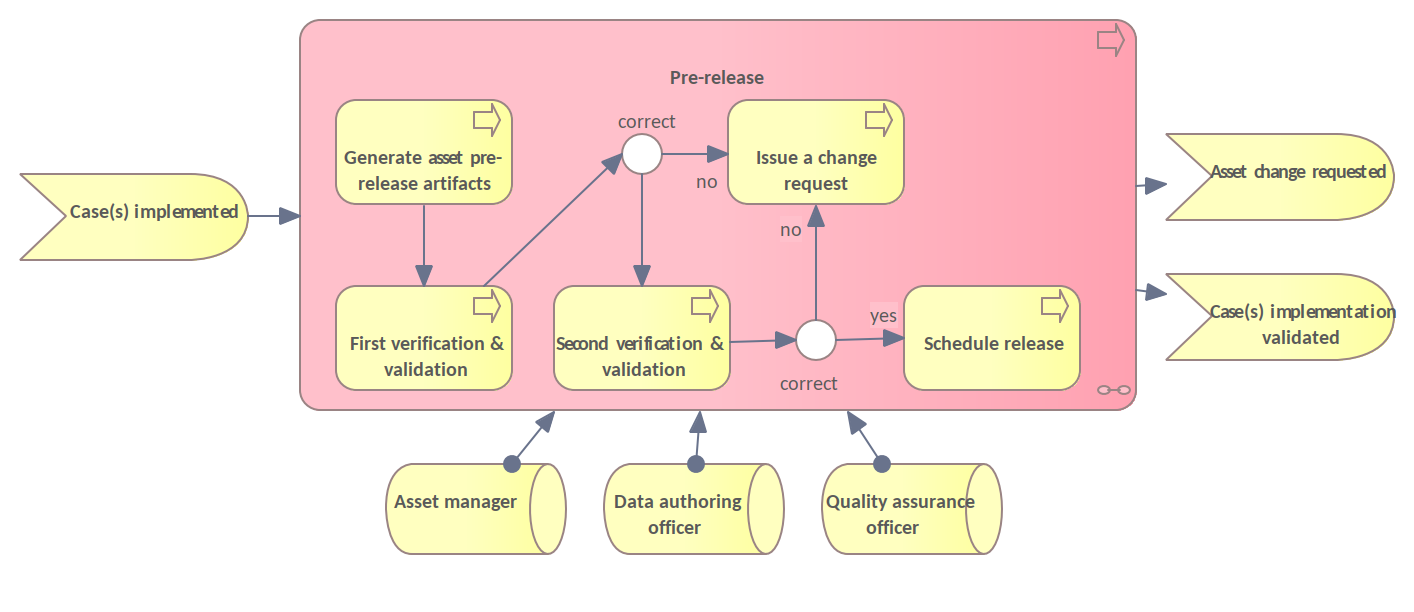 Pre-release
correct
Generate asset pre-
release artifacts
Issue a change
request
no
Case(s) implemented
Asset change requested
no
yes
Case(s) implementation
validated
First verification &
validation
Second verification &
validation
Schedule release
correct
Asset manager
Data authoring
officer
Quality assurance
officer